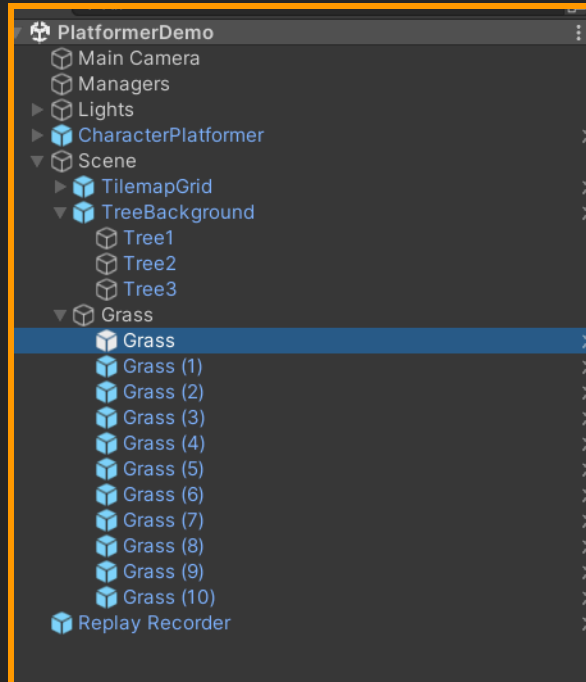 PlatformerDemo
Main Camera
Managers
Lights
CharacterPlatformer
Scene
TilemapGrid
TreeBackground
Tree1
Tree2
Tree3
Grass
Grass
Grass (1)
Grass (2)
Grass (3)
Grass (4)
Grass (5)
Grass (6)
Grass (7)
Grass (8)
Grass (9)
Grass (10)
Replay Recorder